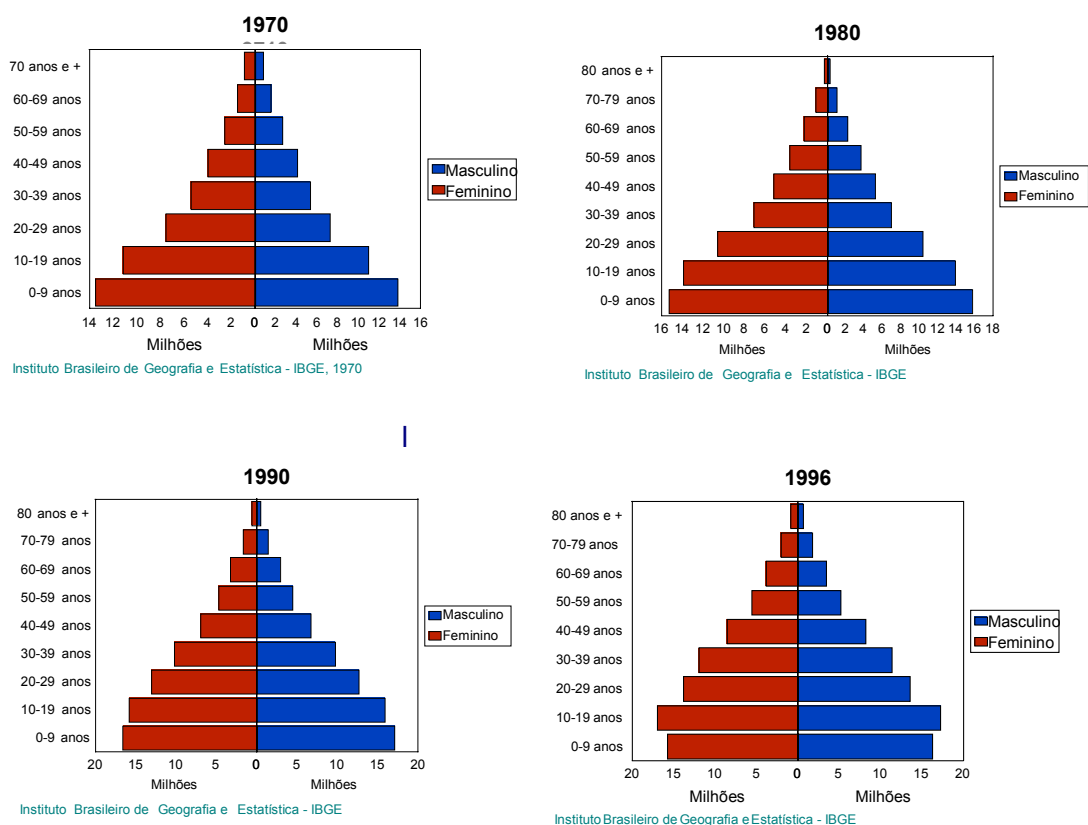 1970
70 anos e +
60-69 anos
50-59 anos
40-49 anos
30-39 anos
20-29 anos
10-19 anos
0-9 anos
14 12 10 8 6 4 2 0 2 4 6 8 10 12 14 16
Milhões Milhões
Masculino
Feminino
Instituto Brasileiro de Geografia e Estatística - IBGE, 1970
1980
80 anos e +
70-79 anos
60-69 anos
50-59 anos
40-49 anos
30-39 anos
20-29 anos
10-19 anos
0-9 anos
16 14 12 10 8 6 4 2 0 2 4 6 8 10 12 14 16 18
Milhões Milhões
Masculino
Feminino
Instituto Brasileiro de Geografia e Estatística - IBGE
1990
80 anos e +
70-79 anos
60-69 anos
50-59 anos
40-49 anos
30-39 anos
20-29 anos
10-19 anos
0-9 anos
20 15 10 5 0 5 10 15 20
Milhões Milhões
Masculino
Feminino
Instituto Brasileiro de Geografia e Estatística - IBGE
1996
80 anos e +
70-79 anos
60-69 anos
50-59 anos
40-49 anos
30-39 anos
20-29 anos
10-19 anos
0-9 anos
20 15 10 5 0 5 10 15 20
Milhões Milhões
Masculino
Feminino
Instituto Brasileiro de Geografia e Estatística - IBGE